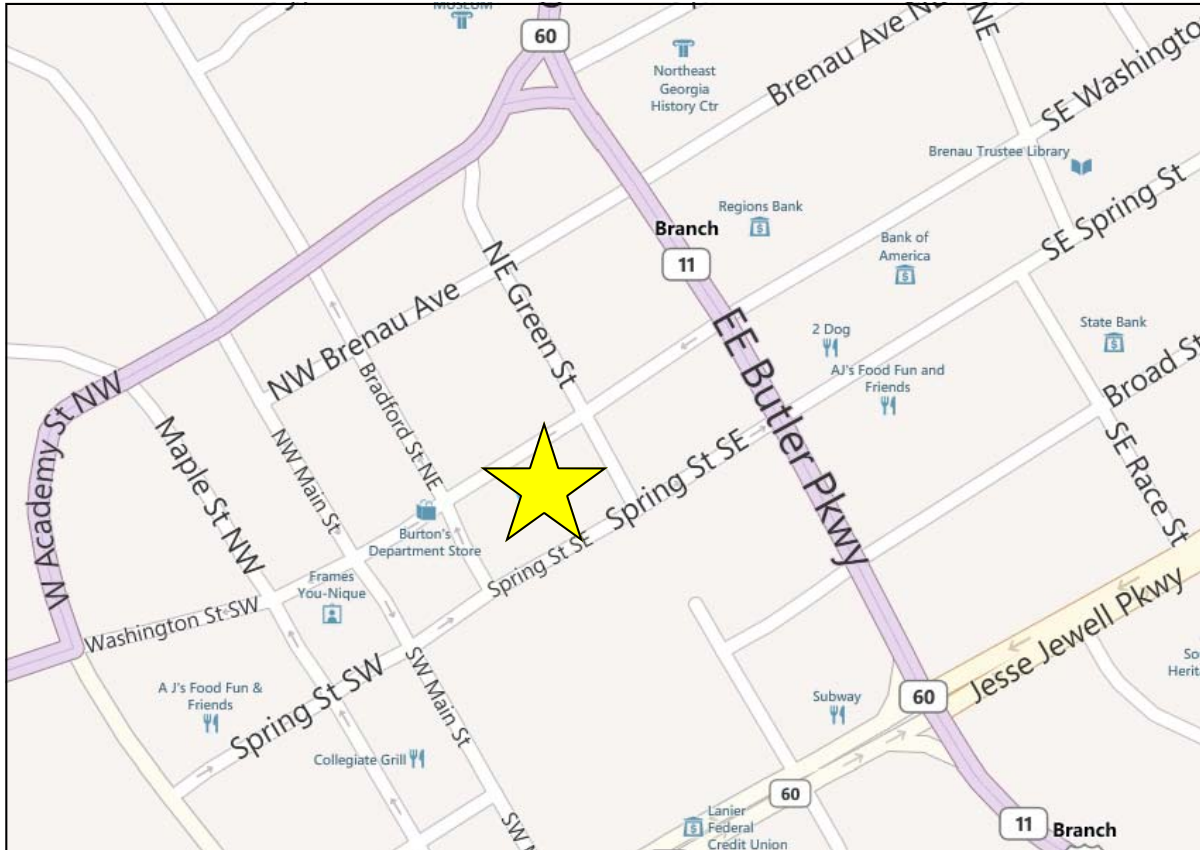 MUSEUM
60
NE
Brenau Ave NE
SE Washington
Northeast
Georgia
History Ctr
Brenau Trustee Library
Regions Bank
Branch
11
Bank of
America
SE Spring St
NE Green St
NW Brenau Ave
EE Butler Pkwy
2 Dog
State Bank
AJ's Food Fun and
Friends
Broad St
W Academy St NW
Maple St NW
Bradford St NE
NW Main St
SE Race St
Spring St SE
Burton's
Department Store
Spring St SE
Frames
You-Nique
Washington St SW
Jesse Jewell Pkwy
SW Main St
Spring St SW
A J's Food Fun &
Friends
Subway
60
Collegiate Grill
60
Lanier
Federal
Credit Union
11
Branch